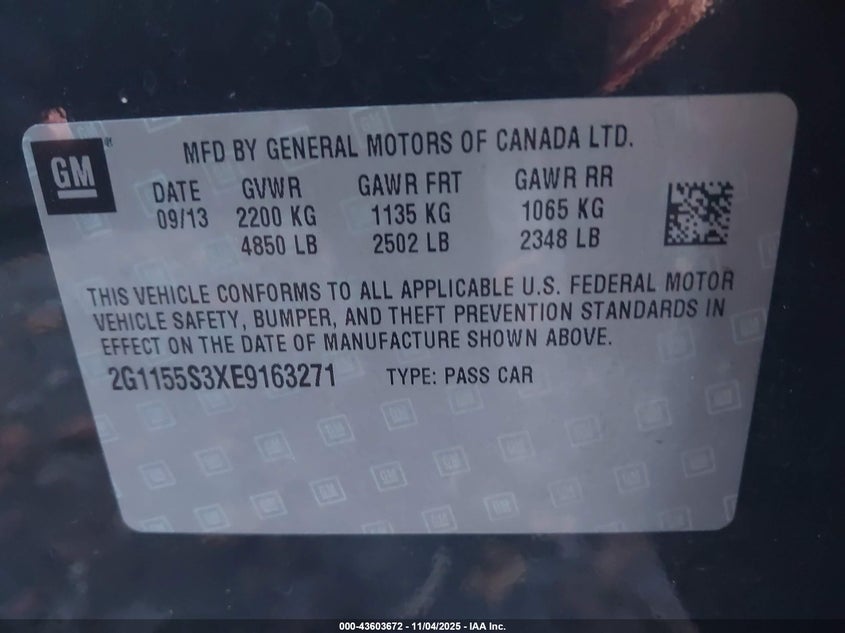 GM
MFD BY GENERAL MOTORS OF CANADA LTD.
DATE GVWR GAWR FRT GAWR RR
09/13 2200 KG 1135 KG 1065 KG
4850 LB 2502 LB 2348 LB
THIS VEHICLE CONFORMS TO ALL APPLICABLE U.S. FEDERAL MOTOR
VEHICLE SAFETY, BUMPER, AND THEFT PREVENTION STANDARDS IN
EFFECT ON THE DATE OF MANUFACTURE SHOWN ABOVE.
2G1155S3XE9163271 TYPE: PASS CAR
000-43603672 - 11/04/2025 - IAA Inc.